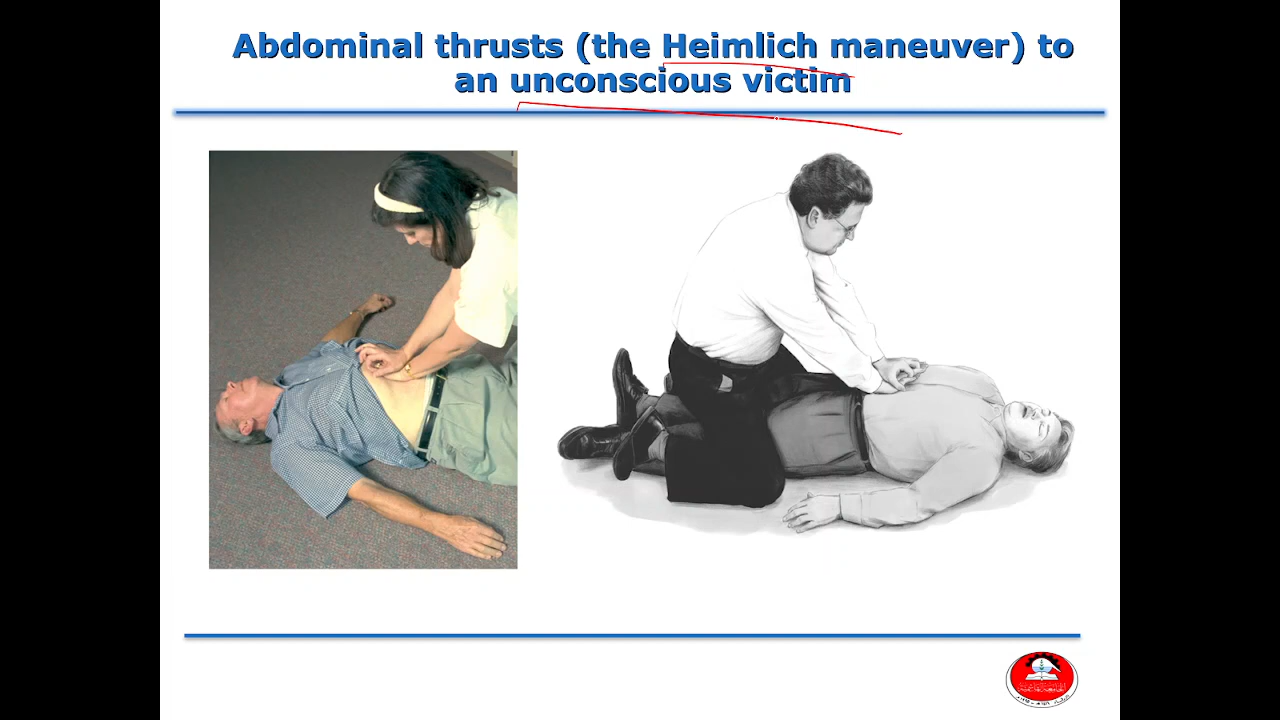 Abdominal thrusts (the Heimlich maneuver) to
an unconscious victim